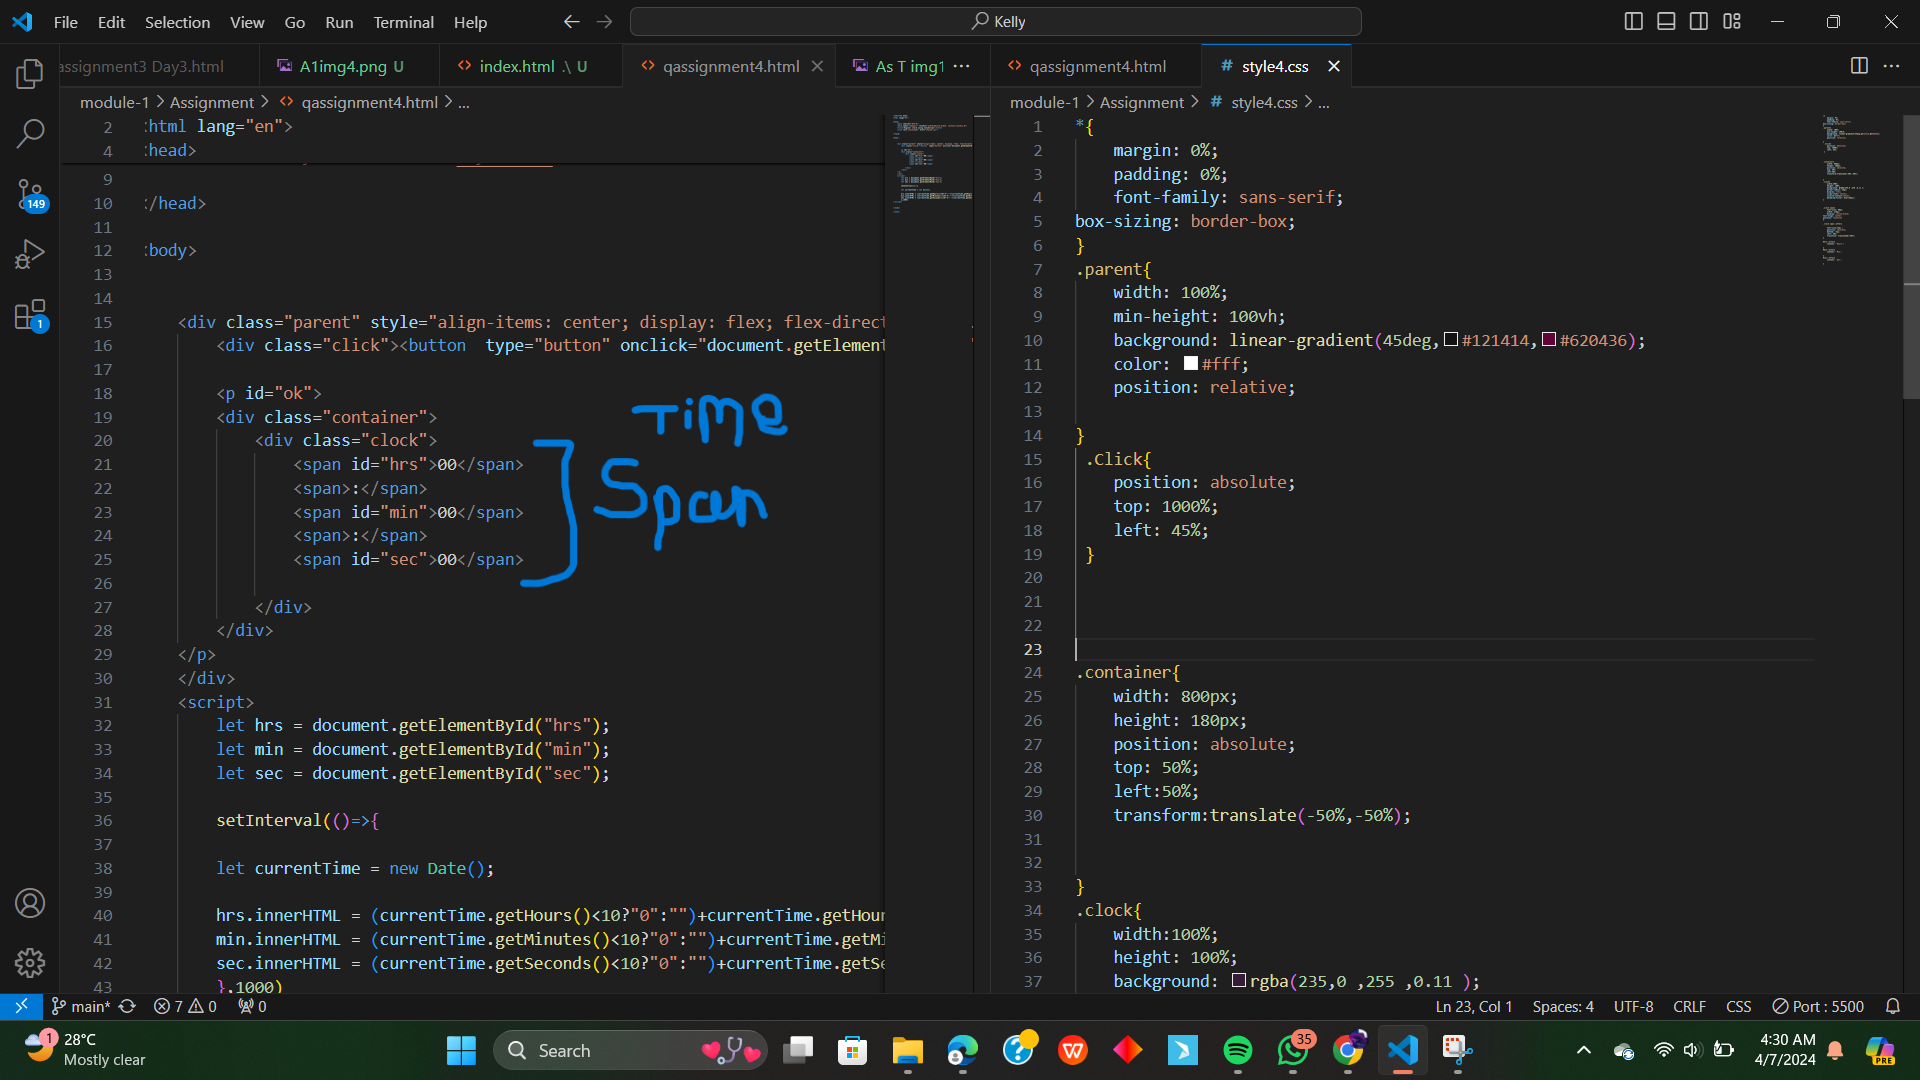 File Edit Selection View Go Run Terminal Help
Kelly
assignment3 Day3.html
A1img4.png U
index.html .\ U
qassignment4.html
As T img1
qassignment4.html
style4.css
module-1 > Assignment > qassignment4.html > ...
2 :html lang="en">
4 :head>
9
10 :/head>
11
12 :body>
13
14
15 <div class="parent" style="align-items: center; display: flex; flex-direct
16 <div class="click"><button type="button" onclick="document.getElement
17
18 <p id="ok">
19 <div class="container">
20 <div class="clock">
21 <span id="hrs">00</span>
22 <span>:</span>
23 <span id="min">00</span>
24 <span>:</span>
25 <span id="sec">00</span>
26
27 </div>
28 </div>
29 </p>
30 </div>
31 <script>
32 let hrs = document.getElementById("hrs");
33 let min = document.getElementById("min");
34 let sec = document.getElementById("sec");
35
36 setInterval(()=>{
37
38 let currentTime = new Date();
39
40 hrs.innerHTML = (currentTime.getHours()<10?"0":"")+currentTime.getHour
41 min.innerHTML = (currentTime.getMinutes()<10?"0":"")+currentTime.getMi
42 sec.innerHTML = (currentTime.getSeconds()<10?"0":"")+currentTime.getSe
43 },1000)
Time
Span
module-1 > Assignment > # style4.css > ...
1 *{
2 margin: 0%;
3 padding: 0%;
4 font-family: sans-serif;
5 box-sizing: border-box;
6 }
7 .parent{
8 width: 100%;
9 min-height: 100vh;
10 background: linear-gradient(45deg,#121414,#620436);
11 color: #fff;
12 position: relative;
13
14 }
15 .Click{
16 position: absolute;
17 top: 1000%;
18 left: 45%;
19 }
20
21
22
23
24 .container{
25 width: 800px;
26 height: 180px;
27 position: absolute;
28 top: 50%;
29 left:50%;
30 transform:translate(-50%,-50%);
31
32
33 }
34 .clock{
35 width:100%;
36 height: 100%;
37 background: rgba(235,0 ,255 ,0.11 );
149
1
main* 7 0 0
Ln 23, Col 1 Spaces: 4 UTF-8 CRLF CSS Port : 5500
1
28°C
Mostly clear
Search
35
PRE
4:30 AM
4/7/2024